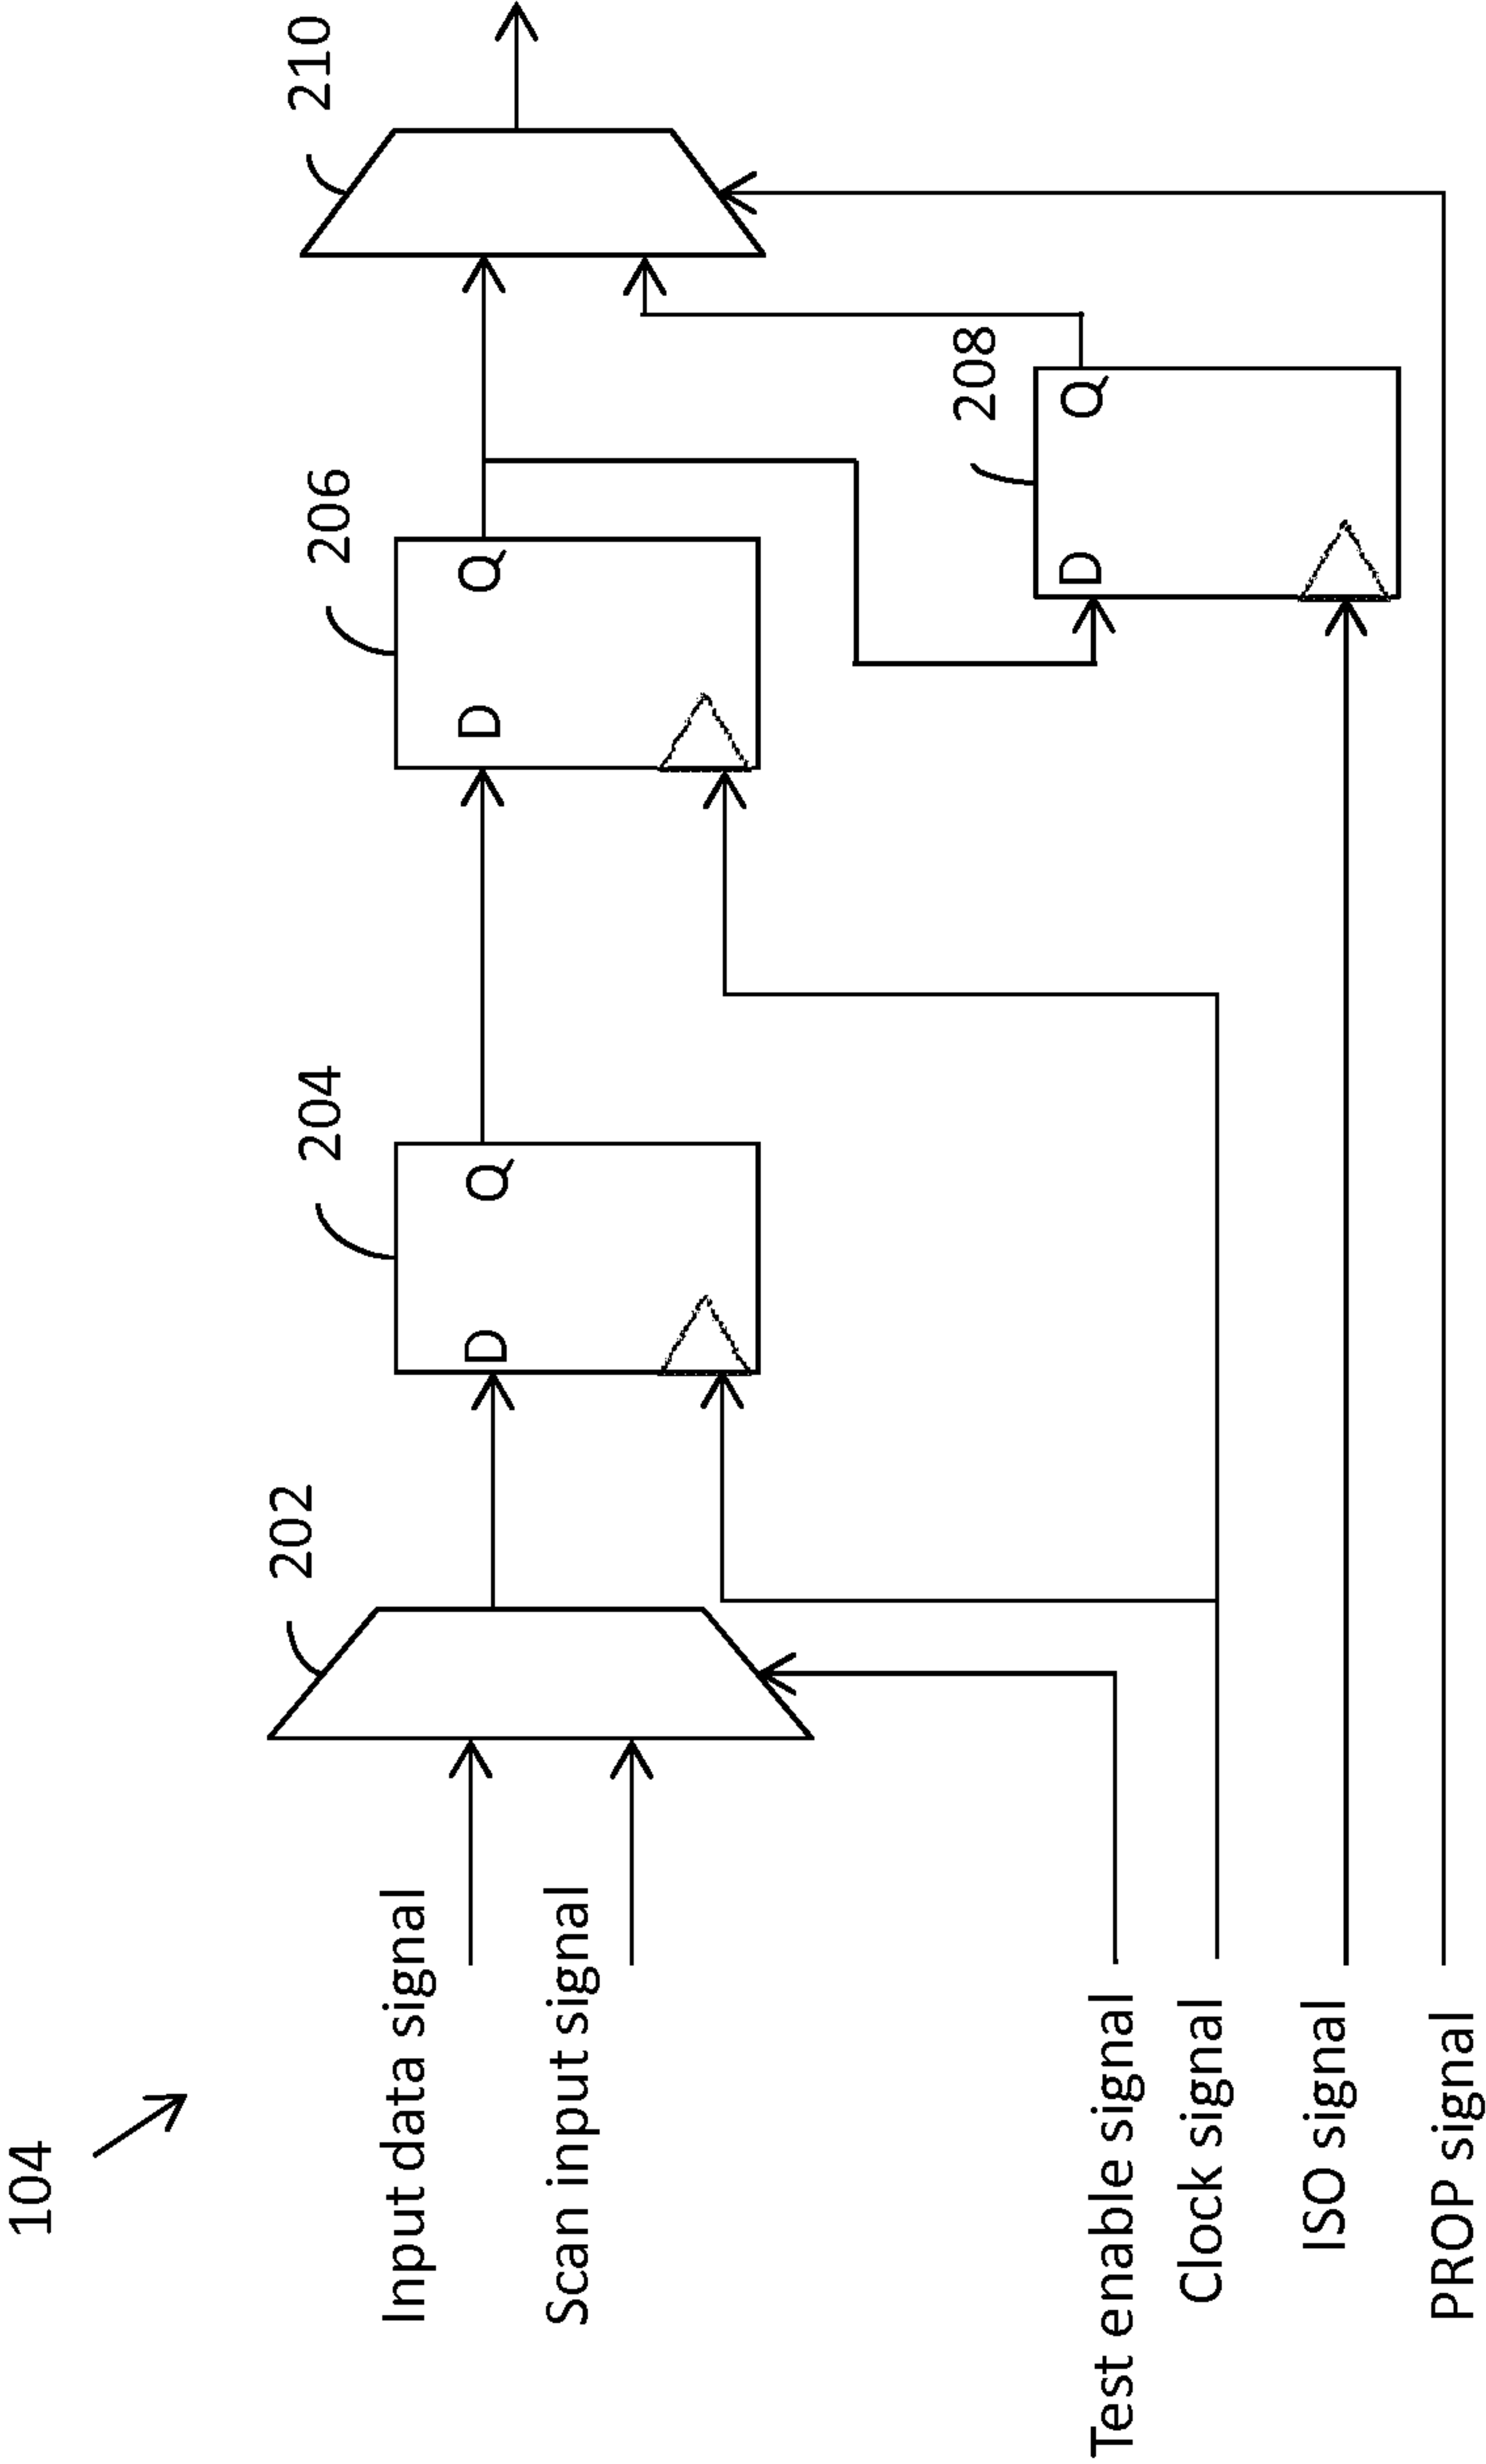 104
Input data signal
Scan input signal
Test enable signal
Clock signal
ISO signal
PROP signal
202
204
D
Q
206
D
Q
208
D
Q
210